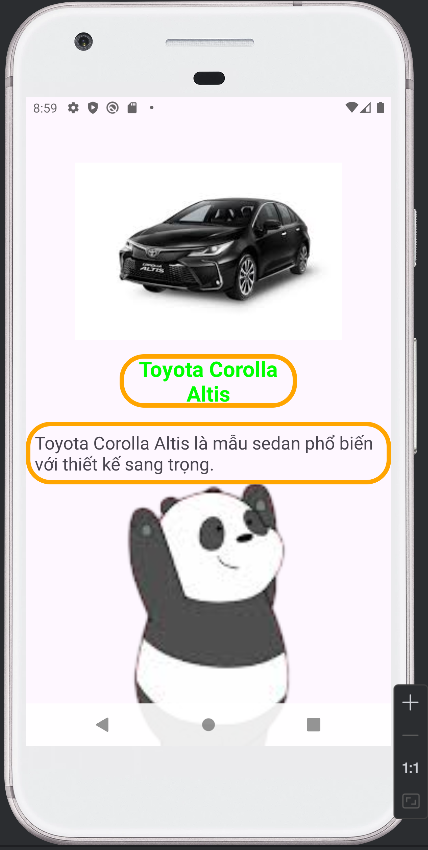 8:59
ALTIS
Toyota Corolla
Altis
Toyota Corolla Altis là mẫu sedan phổ biến
với thiết kế sang trọng.
1:1